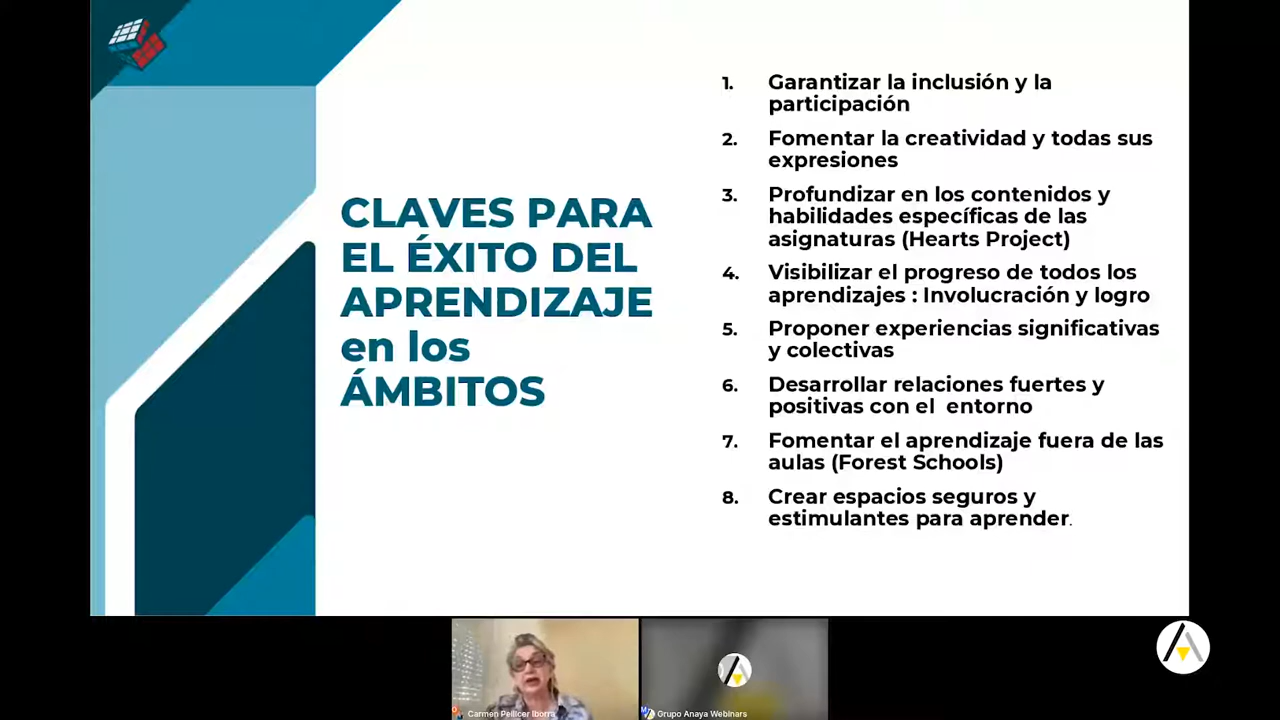 CLAVES PARA
EL ÉXITO DEL
APRENDIZAJE
en los
ÁMBITOS
1. Garantizar la inclusión y la
participación
2. Fomentar la creatividad y todas sus
expresiones
3. Profundizar en los contenidos y
habilidades específicas de las
asignaturas (Hearts Project)
4. Visibilizar el progreso de todos los
aprendizajes : Involucración y logro
5. Proponer experiencias significativas
y colectivas
6. Desarrollar relaciones fuertes y
positivas con el entorno
7. Fomentar el aprendizaje fuera de las
aulas (Forest Schools)
8. Crear espacios seguros y
estimulantes para aprender.
Carmen Pellicer Iborra
Grupo Anaya Webinars